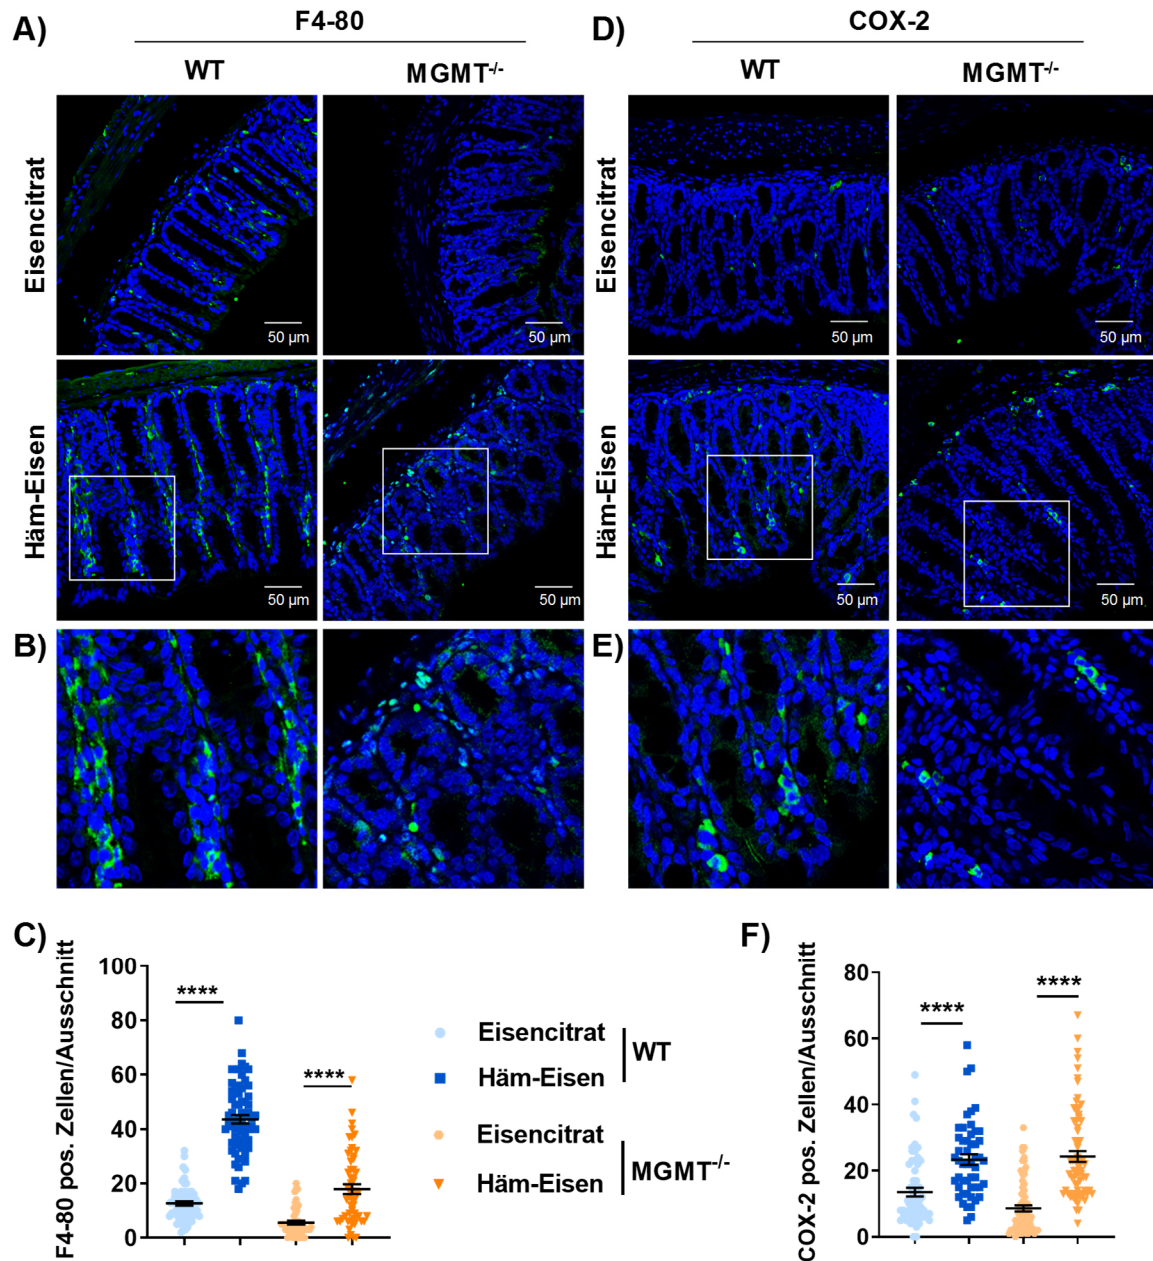 A)
F4-80
D)
COX-2
WT
MGMT-/-
WT
MGMT-/-
Eisencitrat
50 µm
50 µm
Eisencitrat
50 µm
50 µm
Häm-Eisen
50 µm
50 µm
Häm-Eisen
50 µm
50 µm
B)
E)
C)
F4-80 pos. Zellen/Ausschnitt
100
80
60
40
20
0
****
****
Eisencitrat
Häm-Eisen
WT
Eisencitrat
Häm-Eisen
MGMT-/-
F)
COX-2 pos. Zellen/Ausschnitt
80
60
40
20
0
****
****